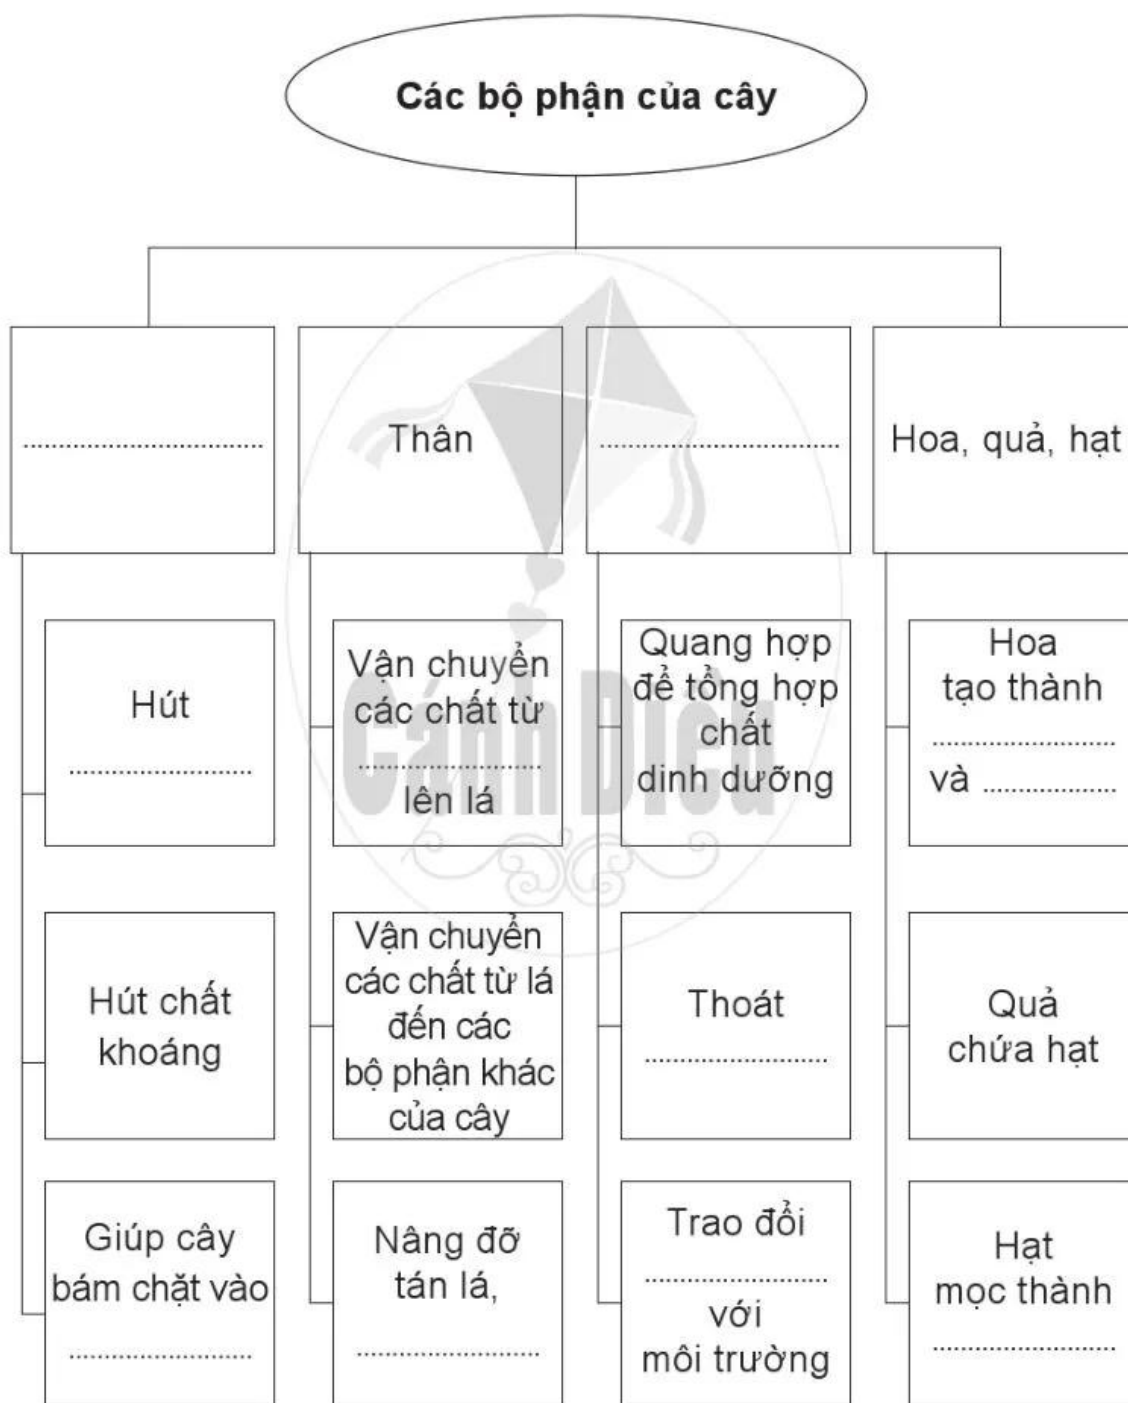 Các bộ phận của cây
..............................
Thân
..............................
Hoa, quả, hạt
Hút
..........................
Vận chuyển
các chất từ
..........................
lên lá
Quang hợp
để tổng hợp
chất
dinh dưỡng
Hoa
tạo thành
..........................
và ...................
Cánh Diều
Hút chất
khoáng
Vận chuyển
các chất từ lá
đến các
bộ phận khác
của cây
Thoát
..........................
Quả
chứa hạt
Giúp cây
bám chặt vào
..........................
Nâng đỡ
tán lá,
..........................
Trao đổi
..........................
với
môi trường
Hạt
mọc thành
..........................